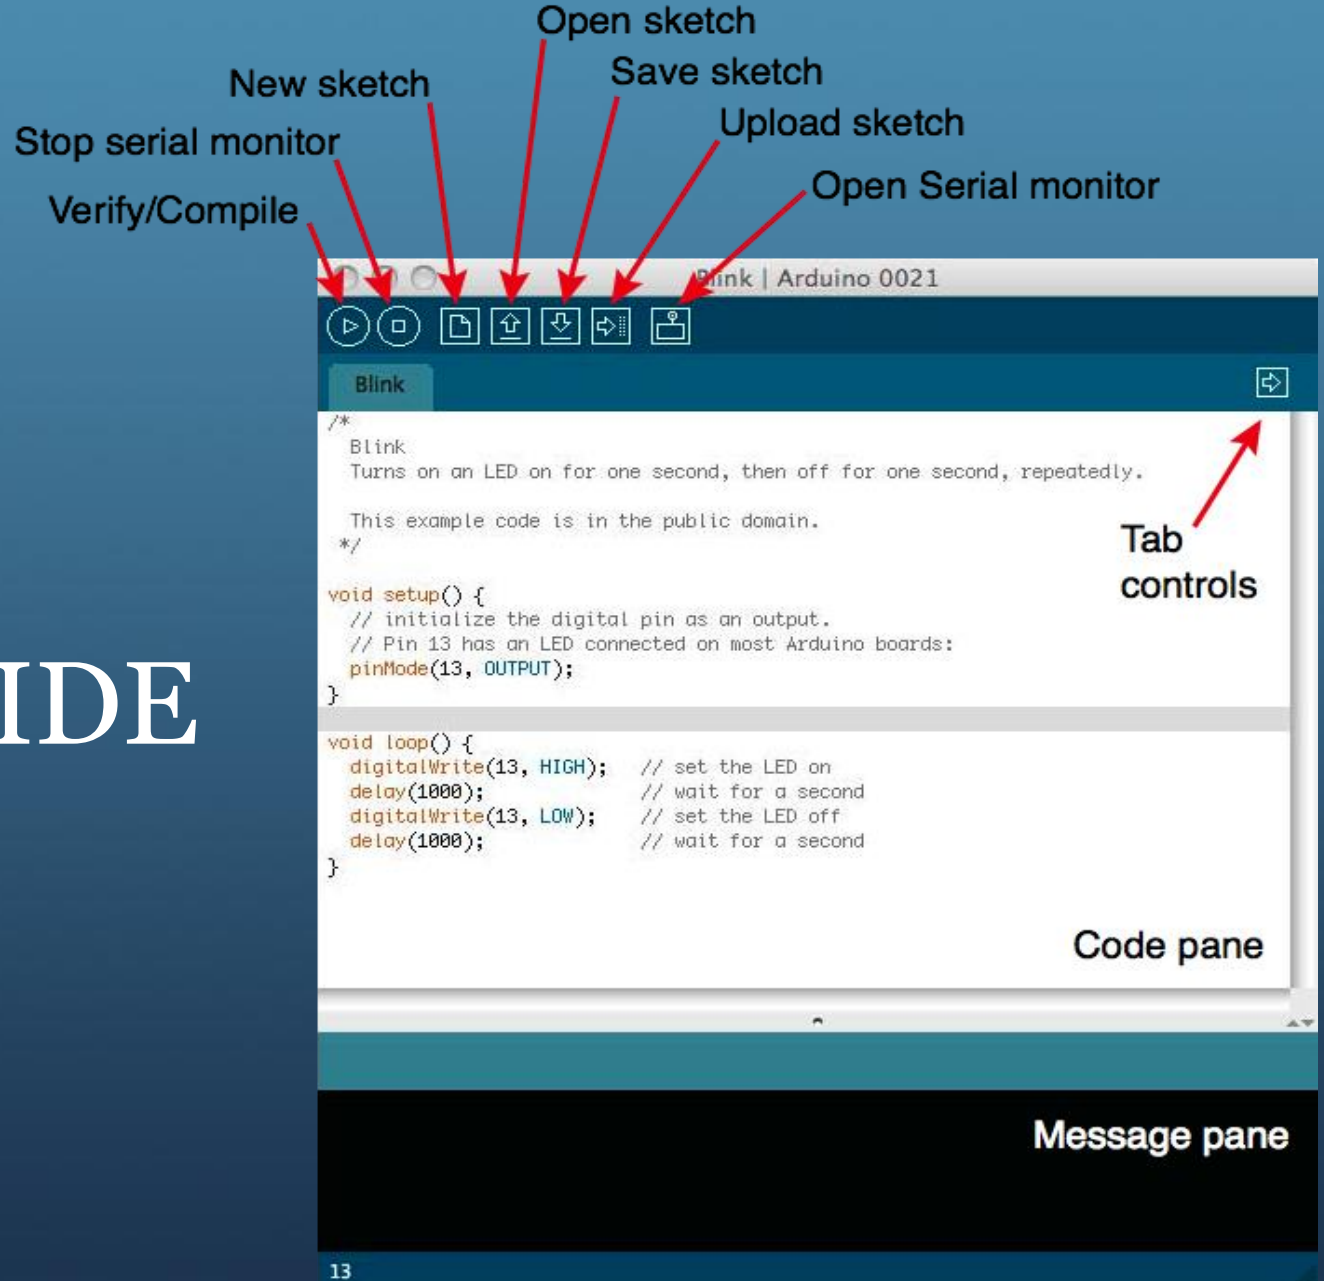 Open sketch
Save sketch
New sketch
Upload sketch
Stop serial monitor
Open Serial monitor
Verify/Compile
Blink | Arduino 0021
Blink
/*
Blink
Turns on an LED on for one second, then off for one second, repeatedly.
This example code is in the public domain.
*/
Tab
controls
void setup() {
// initialize the digital pin as an output.
// Pin 13 has an LED connected on most Arduino boards:
pinMode(13, OUTPUT);
}
IDE
void loop() {
digitalWrite(13, HIGH); // set the LED on
delay(1000); // wait for a second
digitalWrite(13, LOW); // set the LED off
delay(1000); // wait for a second
}
Code pane
Message pane
13